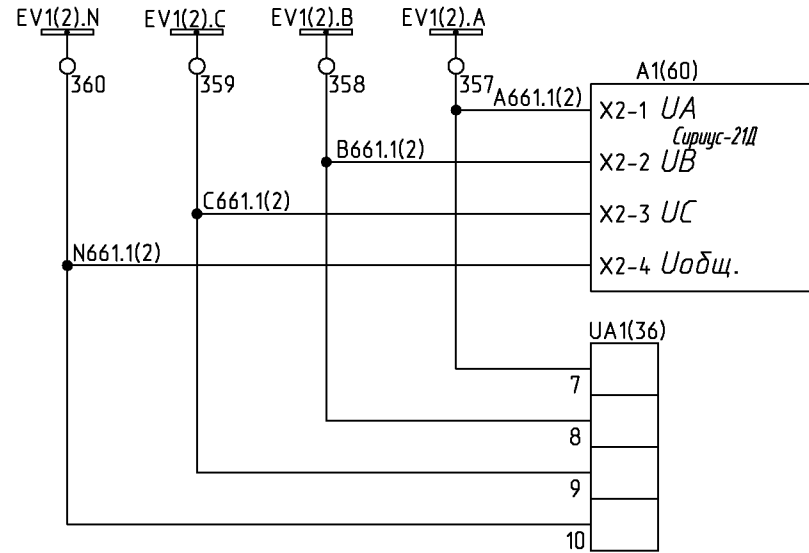 EV1(2).N EV1(2).C EV1(2).B EV1(2).A
360 359 358 357
A1(60)
A661.1(2)
X2-1 UA
Сириус-21Д
B661.1(2)
X2-2 UB
C661.1(2)
X2-3 UC
N661.1(2)
X2-4 Uобщ.
UA1(36)
7
8
9
10